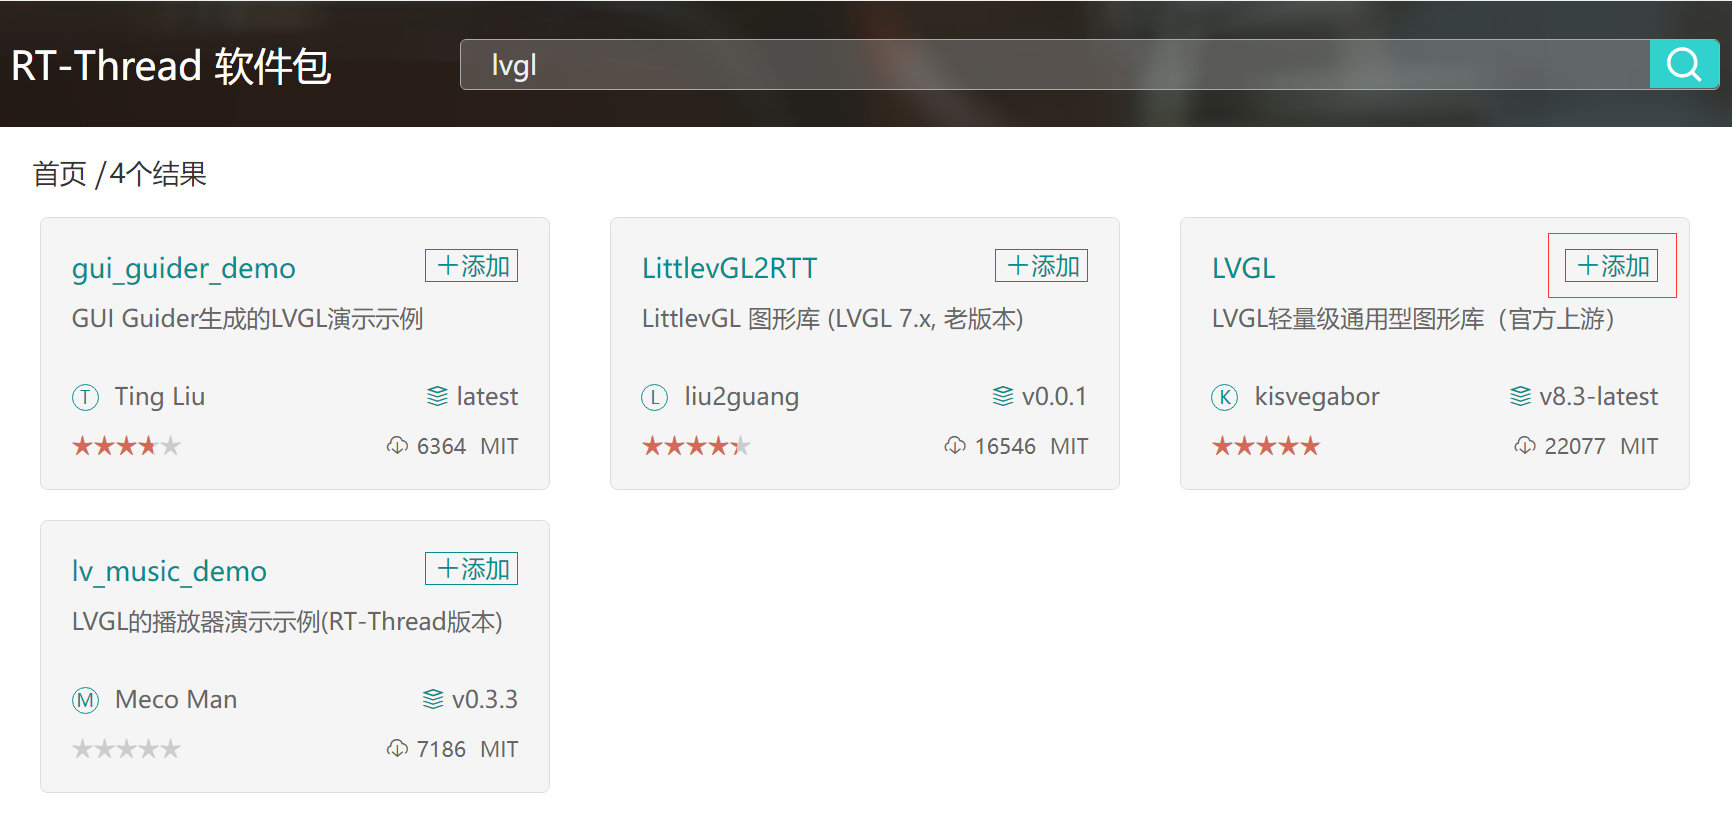 RT-Thread 软件包
lvgl
首页 /4个结果
gui_guider_demo
＋添加
GUI Guider生成的LVGL演示示例
T Ting Liu
latest
6364 MIT
LittlevGL2RTT
＋添加
LittlevGL 图形库 (LVGL 7.x, 老版本)
L liu2guang
v0.0.1
16546 MIT
LVGL
＋添加
LVGL轻量级通用型图形库（官方上游）
K kisvegabor
v8.3-latest
22077 MIT
lv_music_demo
＋添加
LVGL的播放器演示示例(RT-Thread版本)
M Meco Man
v0.3.3
7186 MIT